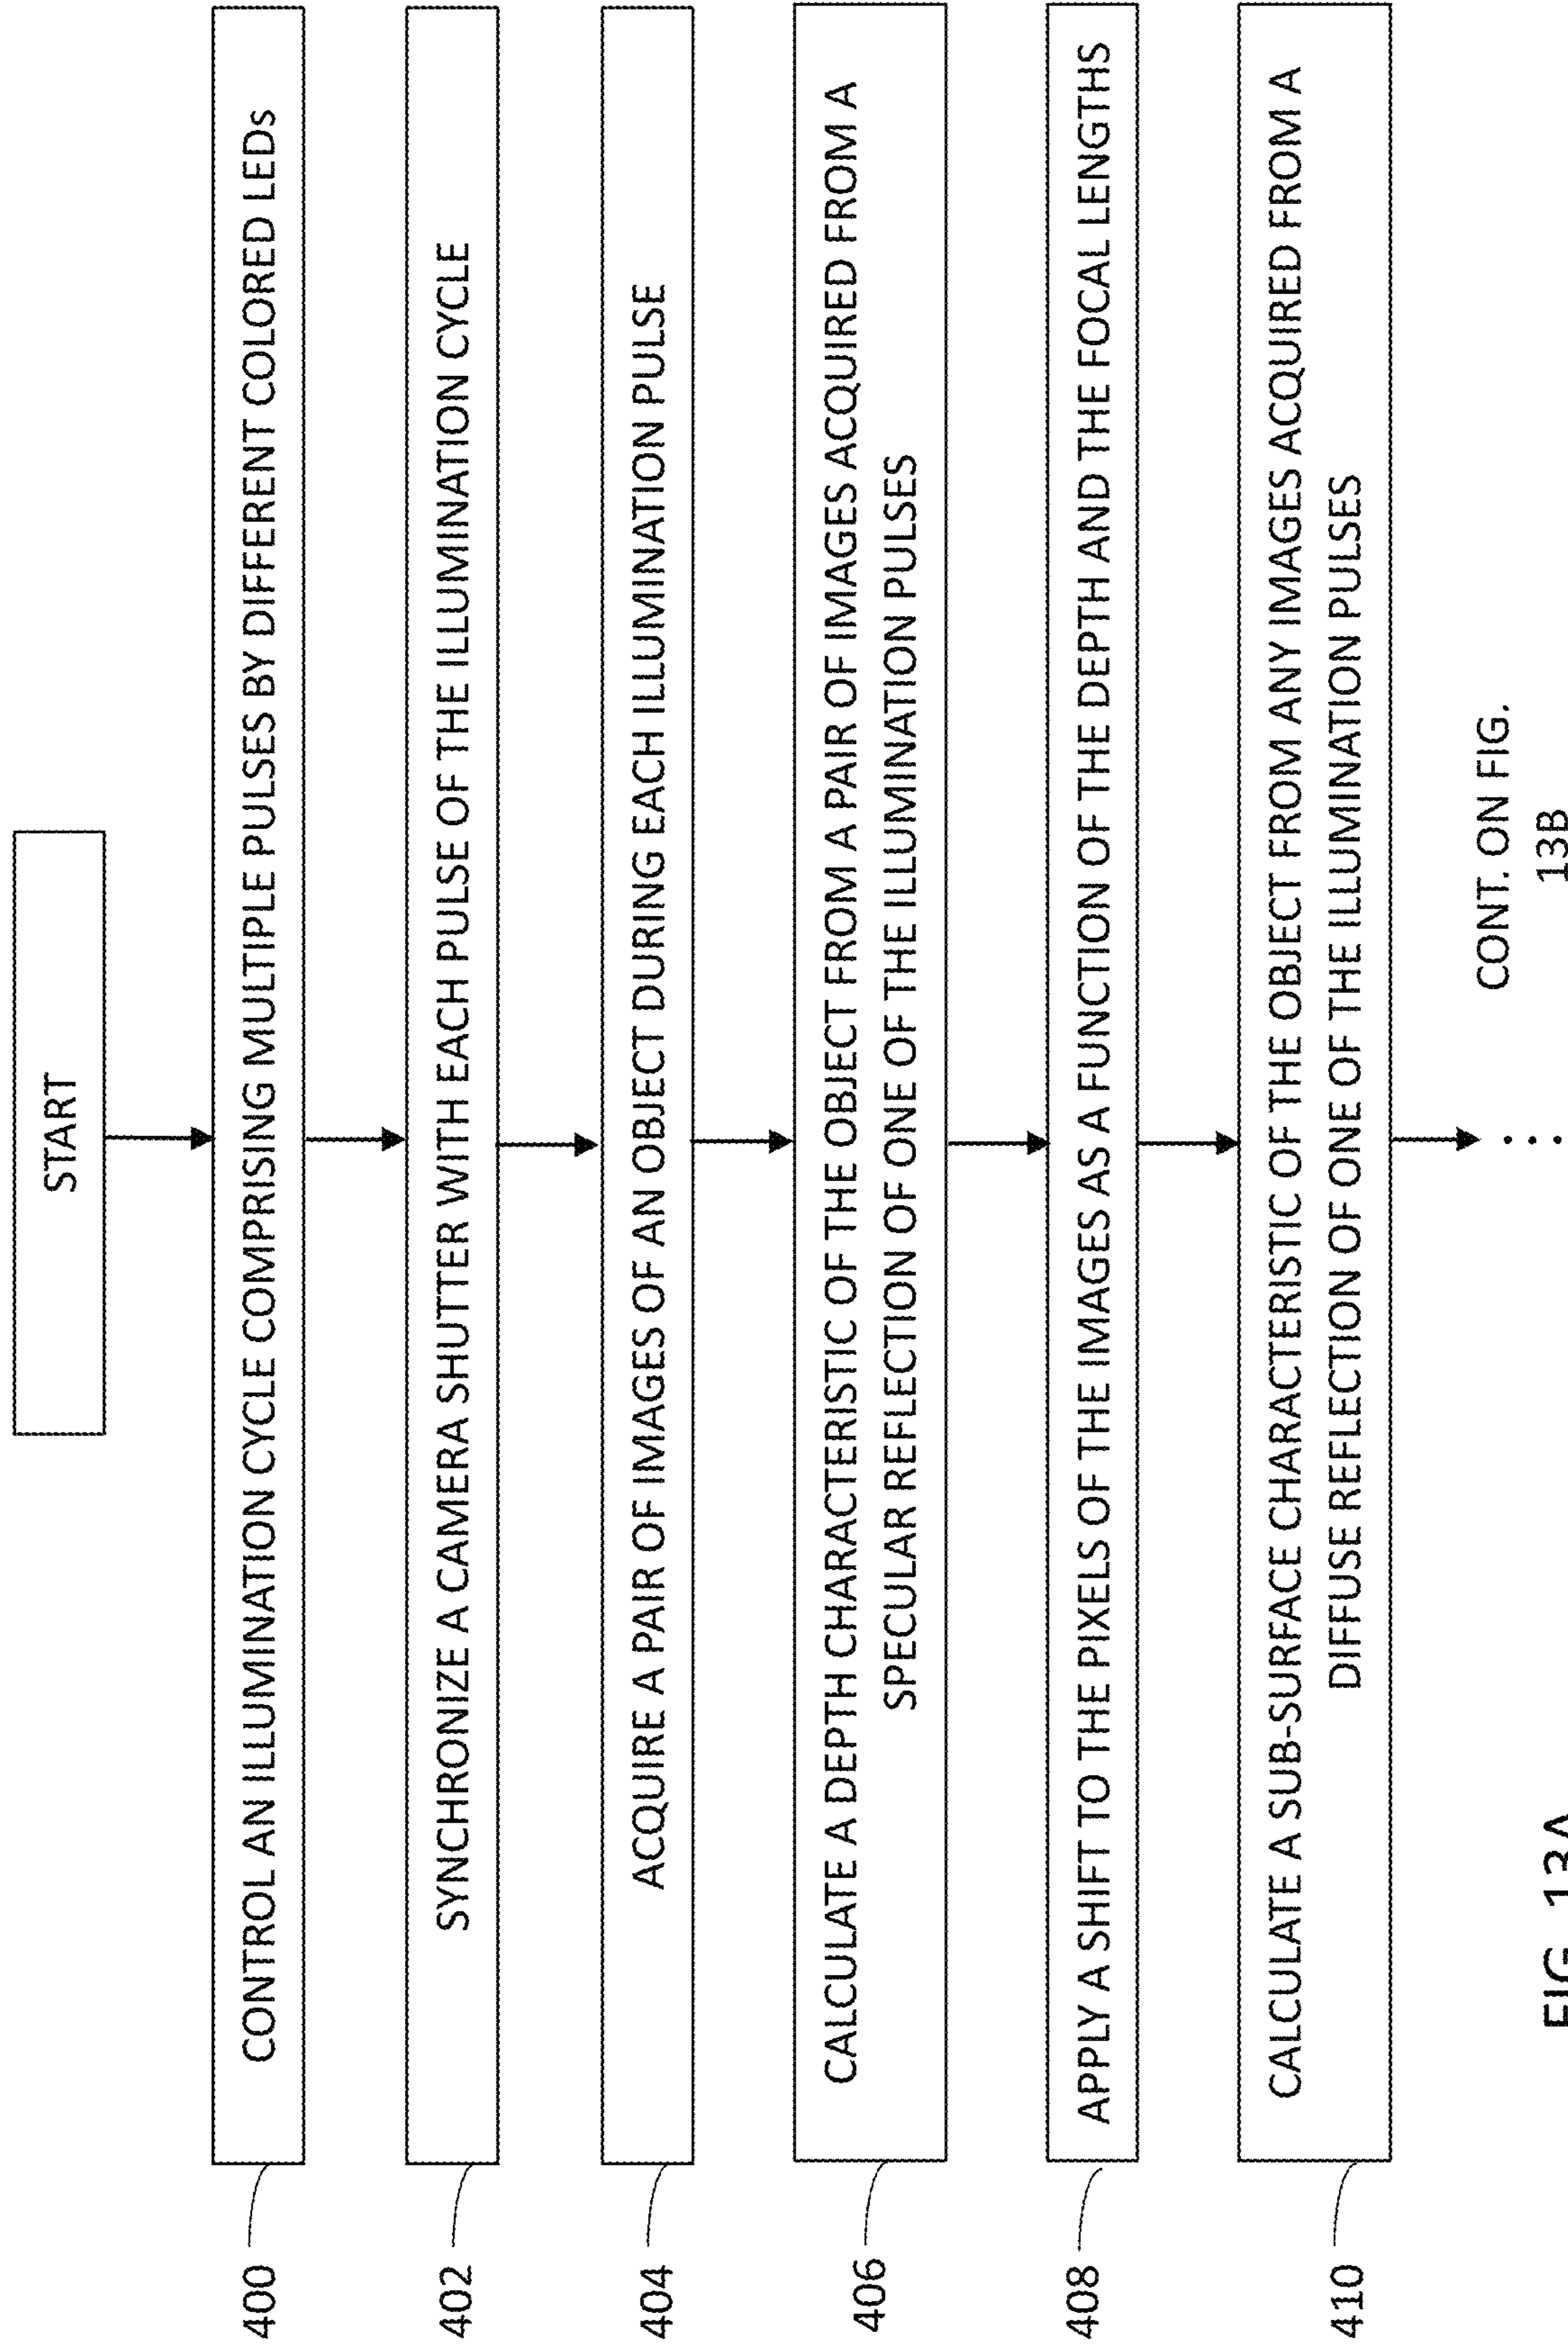 START
400
CONTROL AN ILLUMINATION CYCLE COMPRISING MULTIPLE PULSES BY DIFFERENT COLORED LEDs
402
SYNCHRONIZE A CAMERA SHUTTER WITH EACH PULSE OF THE ILLUMINATION CYCLE
404
ACQUIRE A PAIR OF IMAGES OF AN OBJECT DURING EACH ILLUMINATION PULSE
406
CALCULATE A DEPTH CHARACTERISTIC OF THE OBJECT FROM A PAIR OF IMAGES ACQUIRED FROM A
SPECULAR REFLECTION OF ONE OF THE ILLUMINATION PULSES
408
APPLY A SHIFT TO THE PIXELS OF THE IMAGES AS A FUNCTION OF THE DEPTH AND THE FOCAL LENGTHS
410
CALCULATE A SUB-SURFACE CHARACTERISTIC OF THE OBJECT FROM ANY IMAGES ACQUIRED FROM A
DIFFUSE REFLECTION OF ONE OF THE ILLUMINATION PULSES
CONT. ON FIG.
13B
FIG. 13A